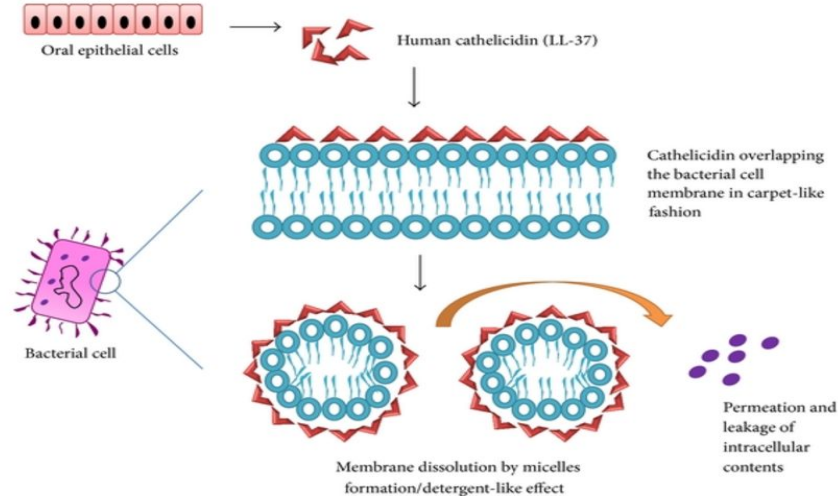 Oral epithelial cells
Human cathelicidin (LL-37)
Cathelicidin overlapping
the bacterial cell
membrane in carpet-like
fashion
Bacterial cell
Permeation and
leakage of
intracellular
contents
Membrane dissolution by micelles
formation/detergent-like effect